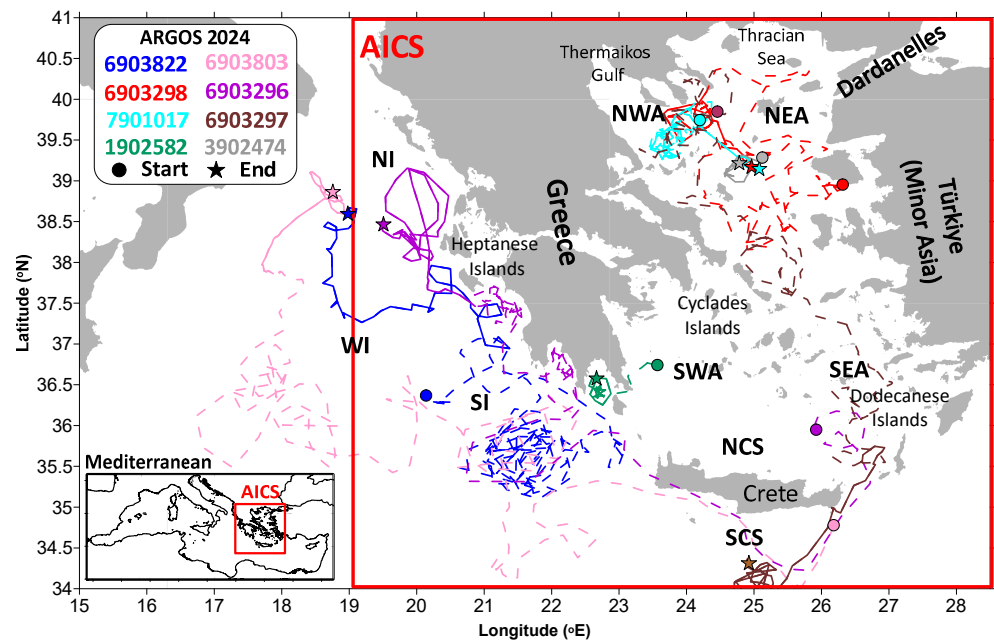 ARGOS 2024
6903822 6903803
6903298 6903296
7901017 6903297
1902582 3902474
Start End
AICS
Thermaikos
Gulf
Thracian
Sea
Dardanelles
NWA
NEA
NI
Greece
Türkiye
(Minor Asia)
Heptanese
Islands
Cyclades
Islands
WI
SI
SWA
SEA
Dodecanese
Islands
NCS
Crete
SCS
Mediterranean
AICS
40.5
40
39.5
39
38.5
38
37.5
37
36.5
36
35.5
35
34.5
34
Latitude (oN)
15 16 17 18 19 20 21 22 23 24 25 26 27 28
Longitude (oE)